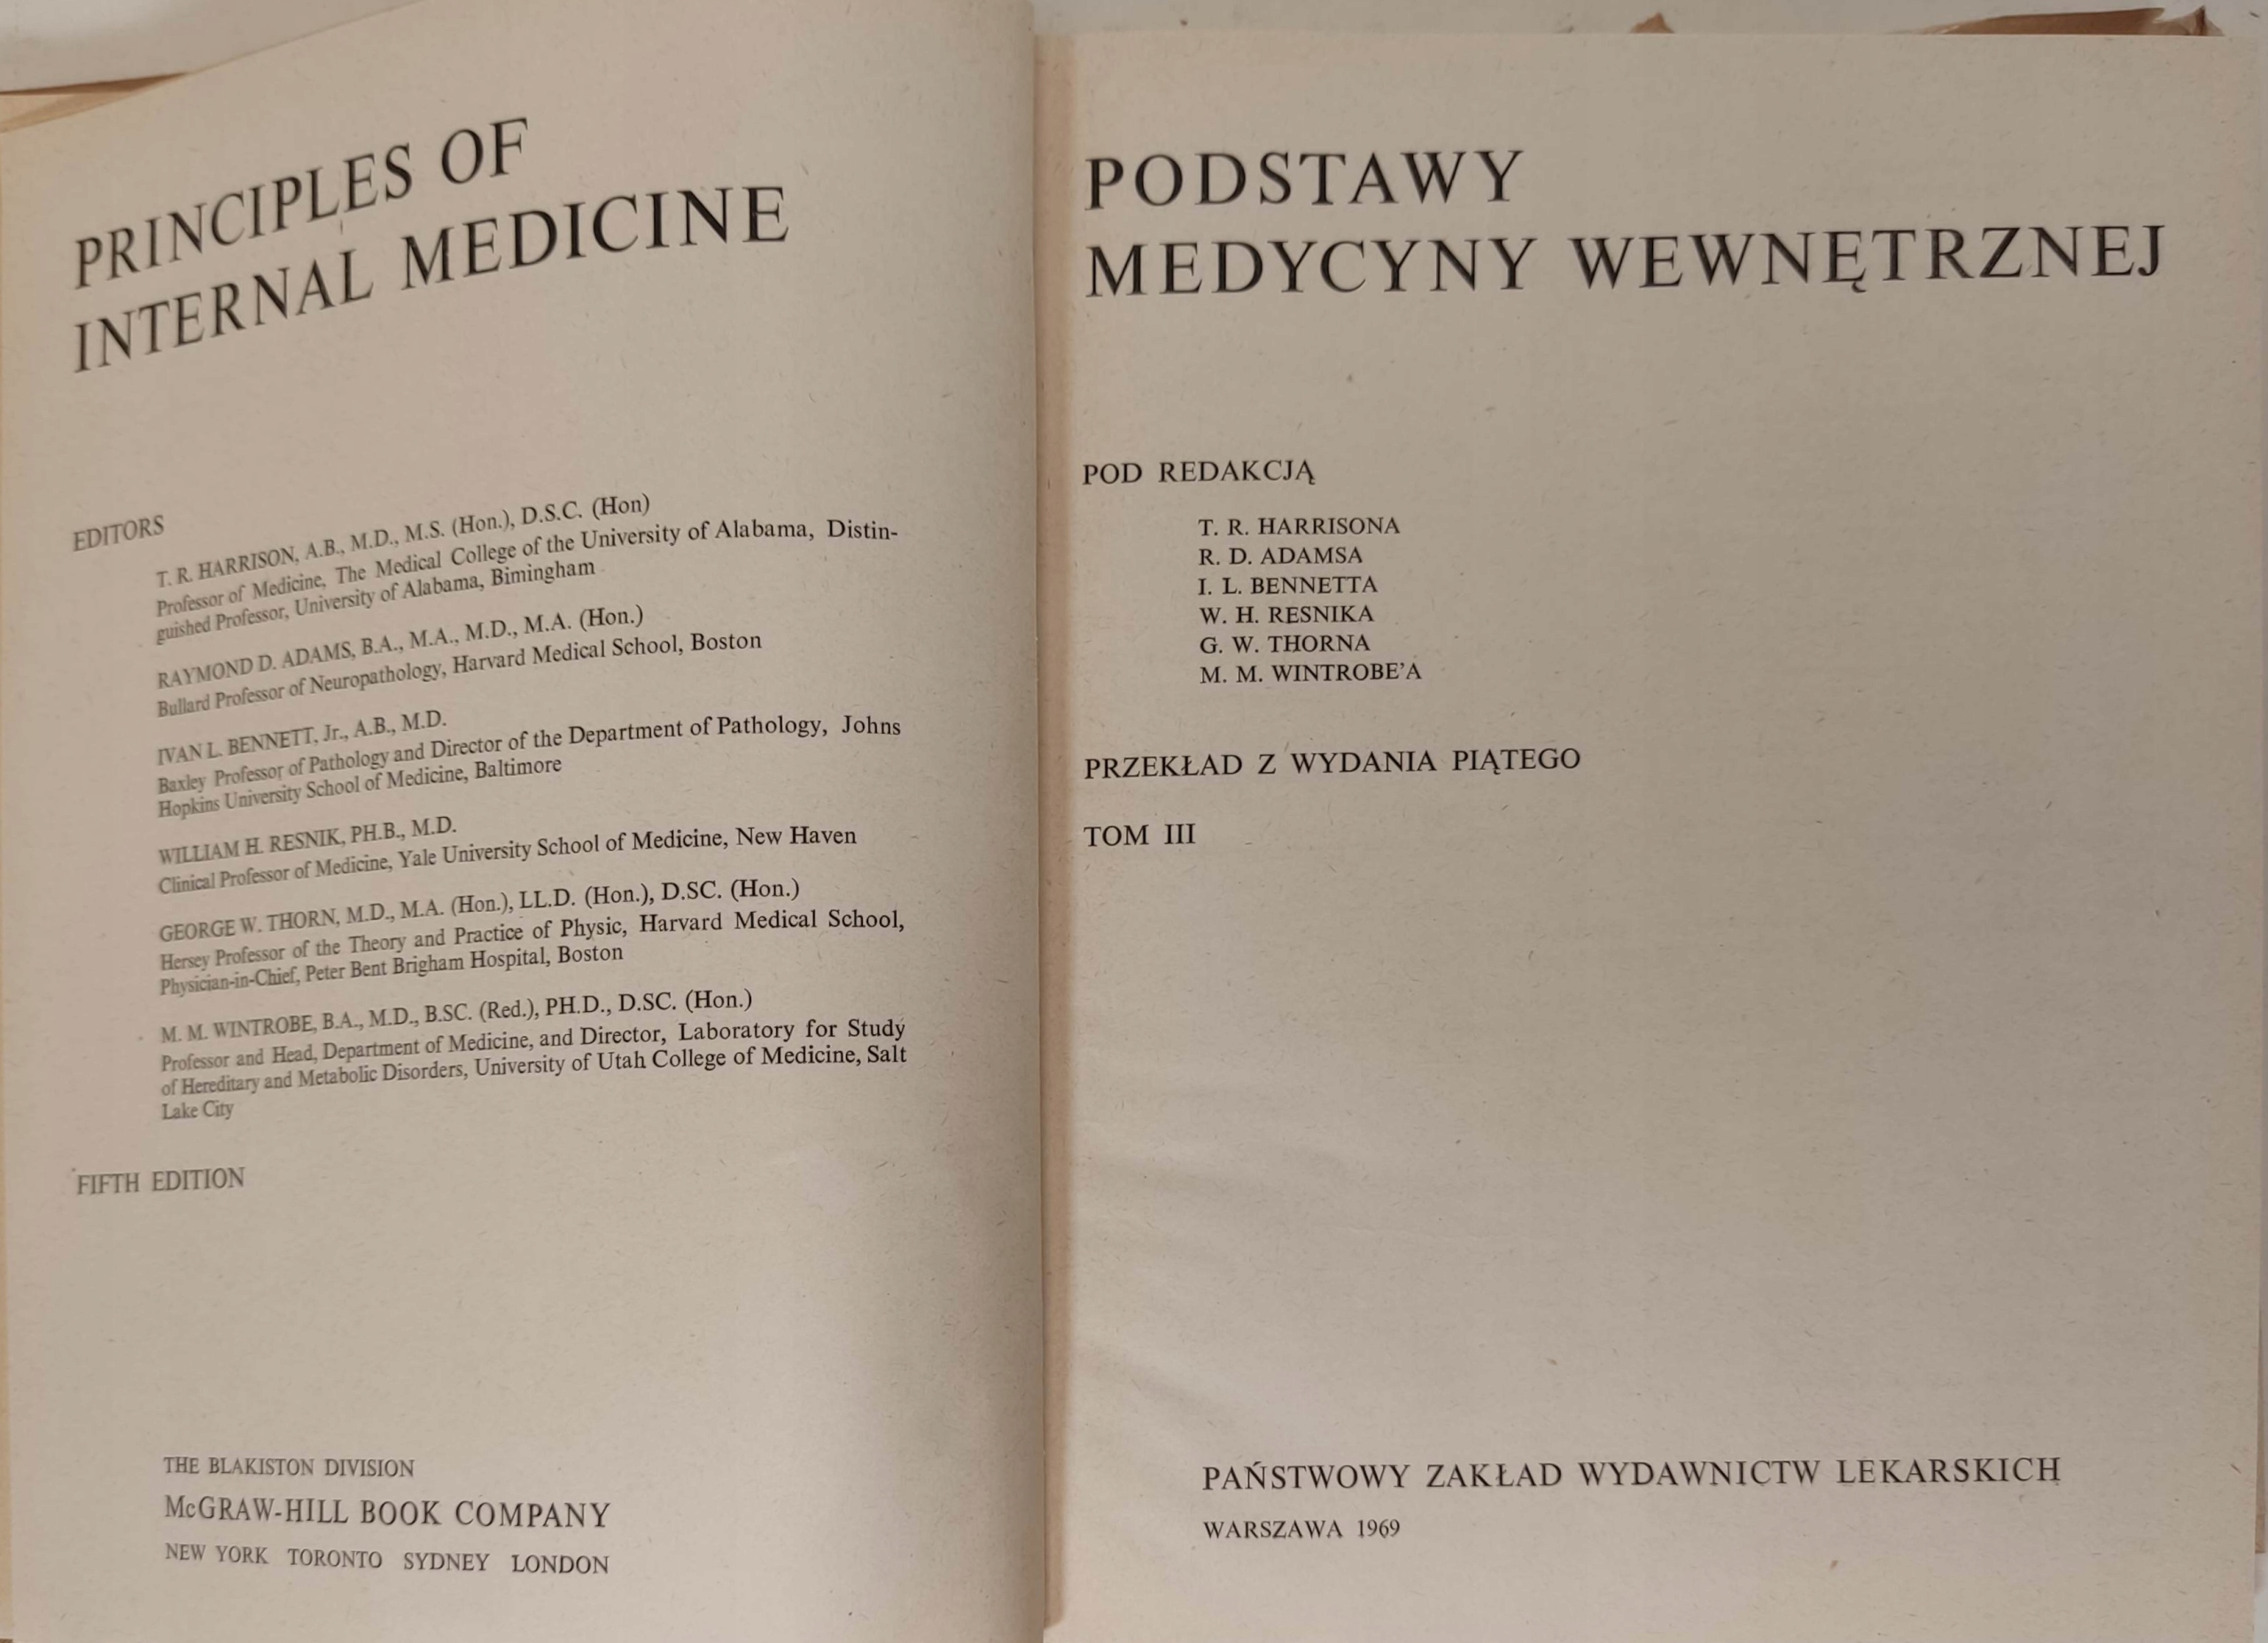 PRINCIPLES OF
INTERNAL MEDICINE
EDITORS
T. R. HARRISON, A.B., M.D., M.S. (Hon.), D.S.C. (Hon)
Professor of Medicine, The Medical College of the University of Alabama, Distin-
guished Professor, University of Alabama, Bimingham
RAYMOND D. ADAMS, B.A., M.A., M.D., M.A. (Hon.)
Bullard Professor of Neuropathology, Harvard Medical School, Boston
IVAN L. BENNETT, Jr., A.B., M.D.
Baxley Professor of Pathology and Director of the Department of Pathology, Johns
Hopkins University School of Medicine, Baltimore
WILLIAM H. RESNIK, PH.B., M.D.
Clinical Professor of Medicine, Yale University School of Medicine, New Haven
GEORGE W. THORN, M.D., M.A. (Hon.), LL.D. (Hon.), D.SC. (Hon.)
Hersey Professor of the Theory and Practice of Physic, Harvard Medical School,
Physician-in-Chief, Peter Bent Brigham Hospital, Boston
M. M. WINTROBE, B.A., M.D., B.SC. (Red.), PH.D., D.SC. (Hon.)
Professor and Head, Department of Medicine, and Director, Laboratory for Study
of Hereditary and Metabolic Disorders, University of Utah College of Medicine, Salt
Lake City
FIFTH EDITION
THE BLAKISTON DIVISION
McGRAW-HILL BOOK COMPANY
NEW YORK TORONTO SYDNEY LONDON
PODSTAWY
MEDYCYNY WEWNĘTRZNEJ
POD REDAKCJĄ
T. R. HARRISONA
R. D. ADAMSA
I. L. BENNETTA
W. H. RESNIKA
G. W. THORNA
M. M. WINTROBE'A
PRZEKŁAD Z WYDANIA PIĄTEGO
TOM III
PAŃSTWOWY ZAKŁAD WYDAWNICTW LEKARSKICH
WARSZAWA 1969